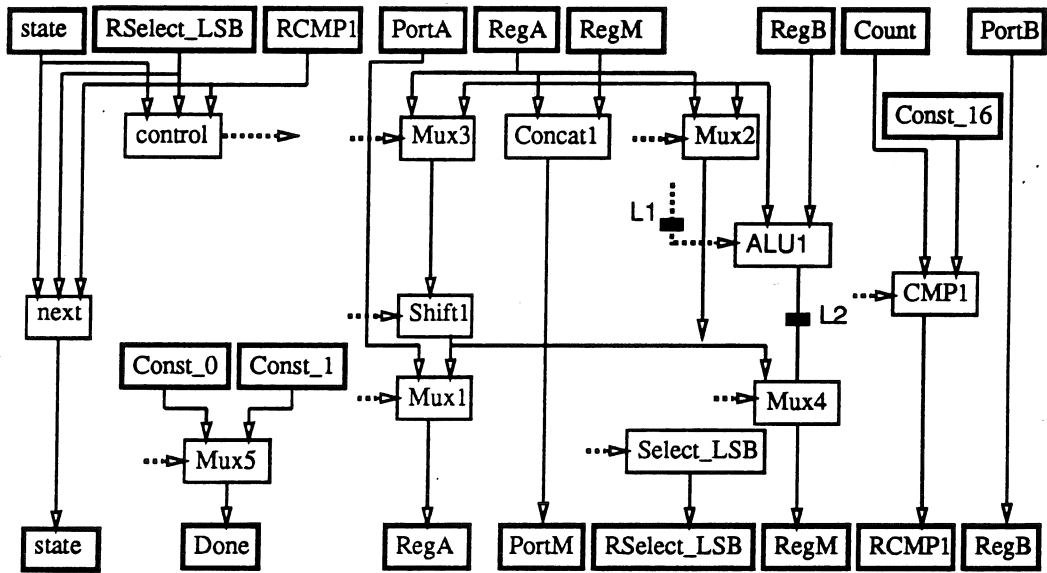 state
RSelect_LSB
RCMP1
PortA
RegA
RegM
RegB
Count
PortB
Const_16
control
Mux3
Concat1
Mux2
L1
ALU1
CMP1
next
Shift1
L2
Const_0
Const_1
Mux1
Mux4
Mux5
Select_LSB
state
Done
RegA
PortM
RSelect_LSB
RegM
RCMP1
RegB